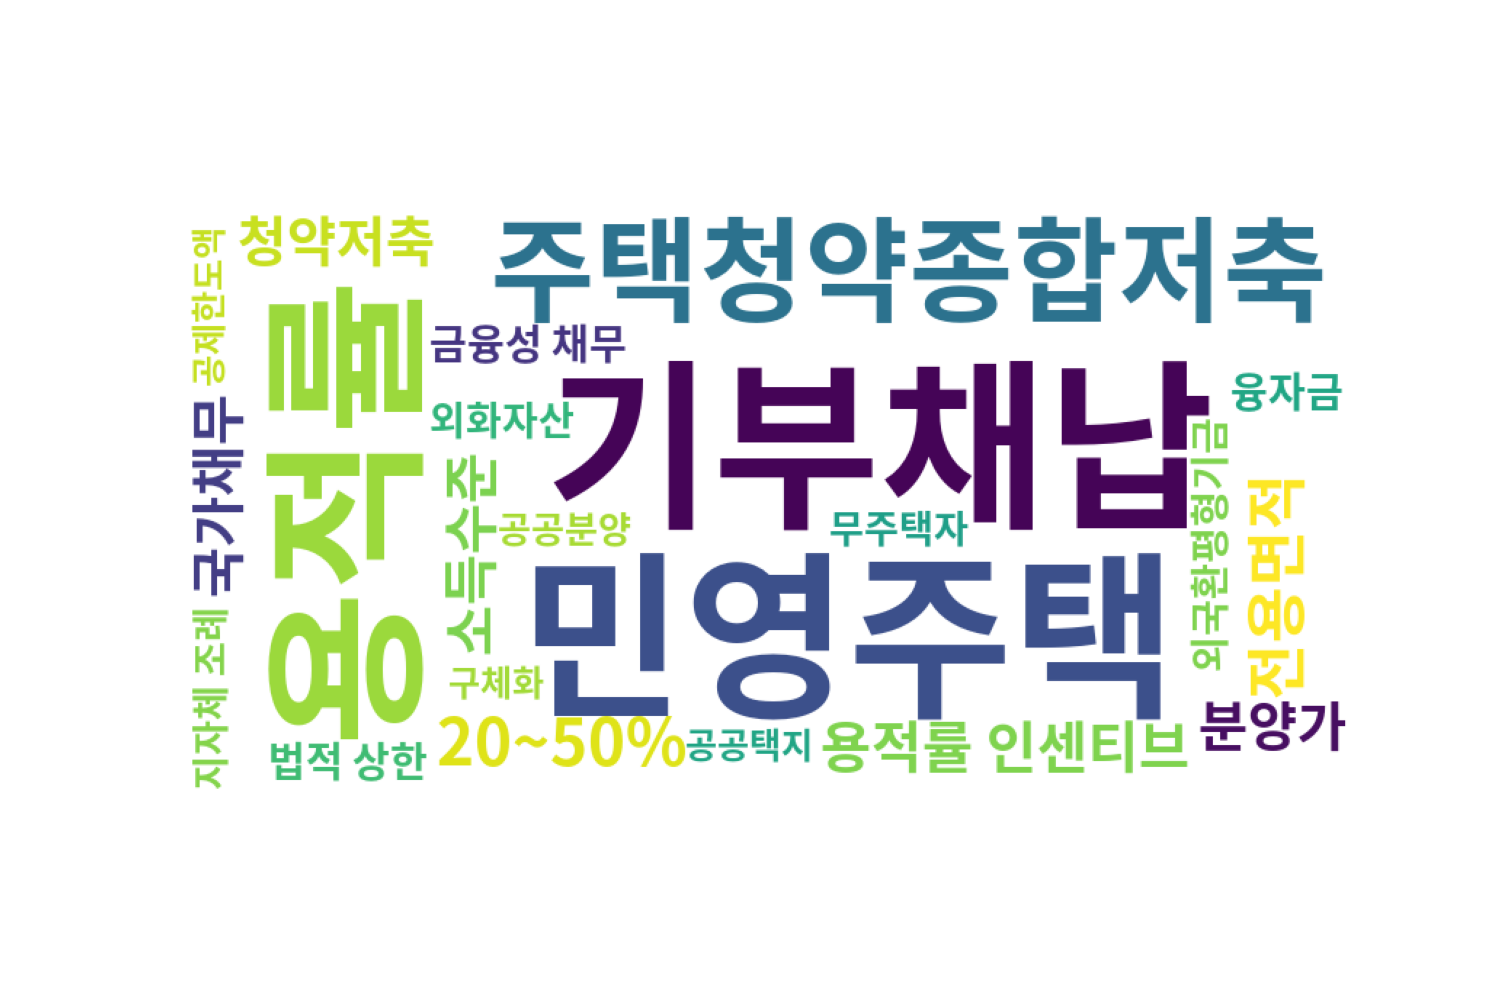 청약저축
주택청약종합저축
공제한도액
용적률
금융성 채무
기부채납
융자금
국가채무
외화자산
외국환평형기금
소득수준
공공분양
무주택자
전용면적
민영주택
지자체 조례
구체화
분양가
법적 상한
20~50%
공공택지
용적률 인센티브